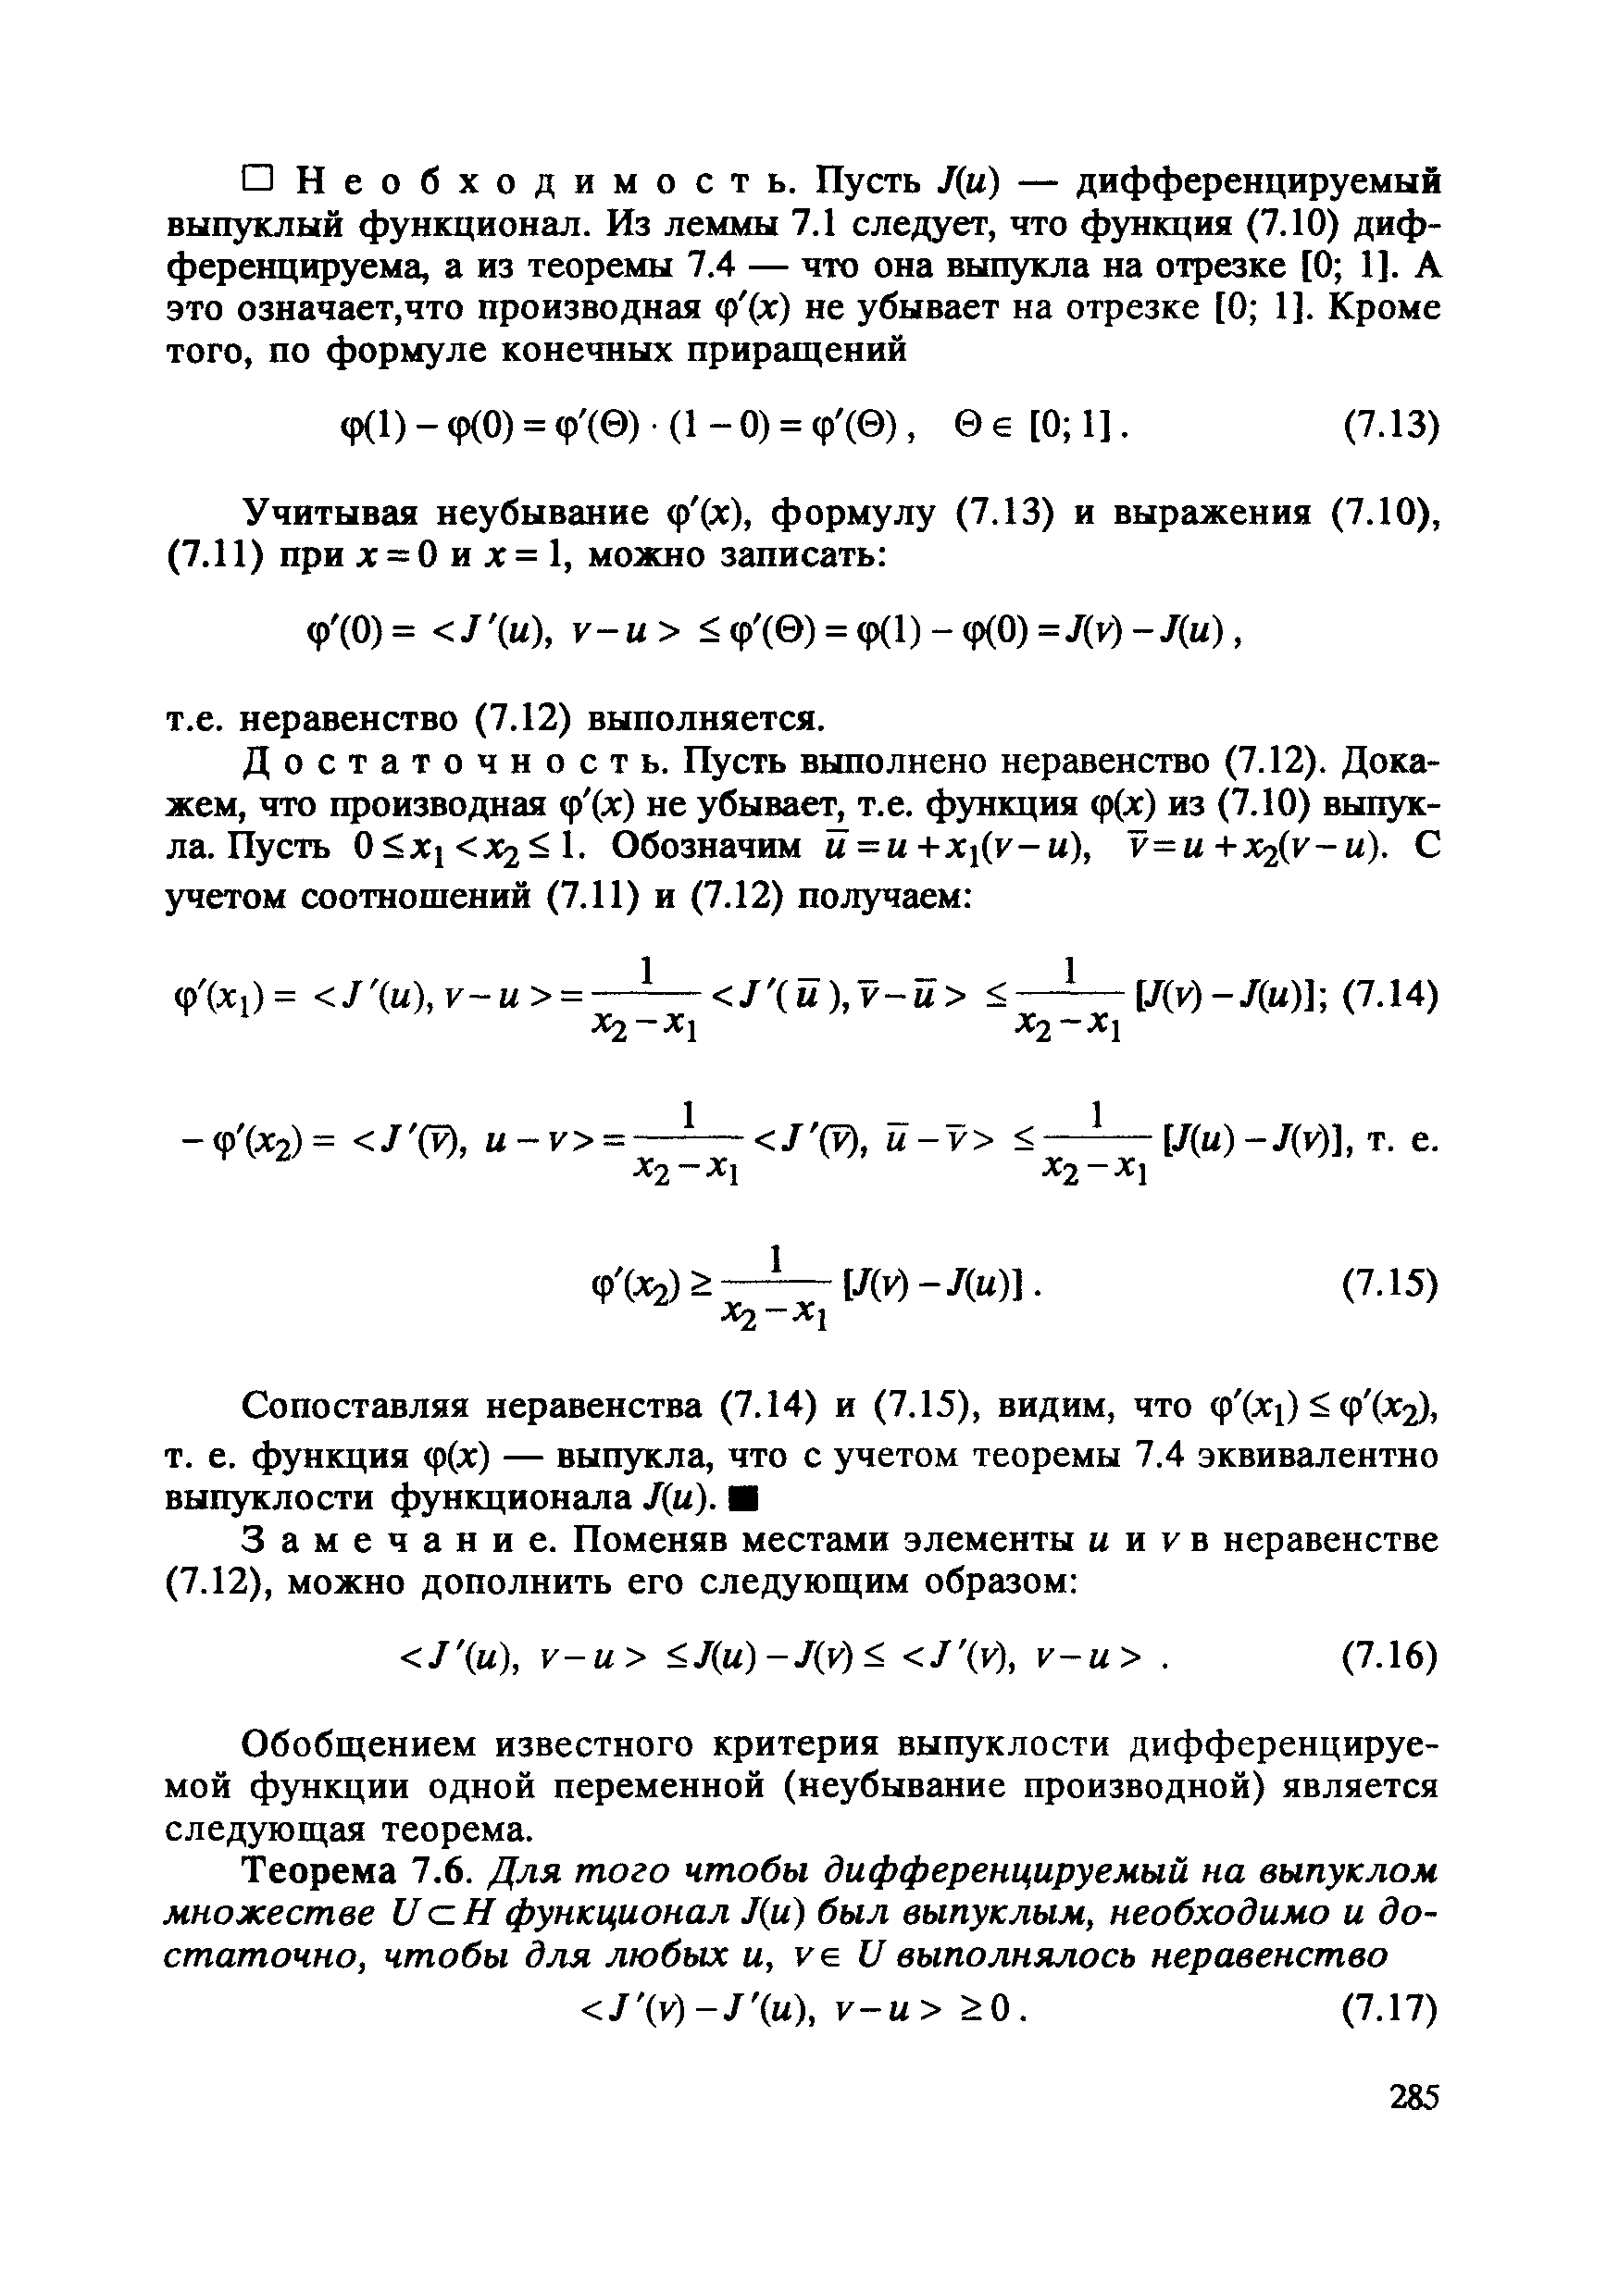 □ Н е о б х о д и м о с т ь. Пусть J(u) — дифференцируемый
выпуклый функционал. Из леммы 7.1 следует, что функция (7.10) диф-
ференцируема, а из теоремы 7.4 — что она выпукла на отрезке [0; 1]. А
это означает,что производная φ′(x) не убывает на отрезке [0; 1]. Кроме
того, по формуле конечных приращений
φ(1) − φ(0) = φ′(Θ) · (1 − 0) = φ′(Θ) , Θ ∈ [0; 1] . (7.13)
Учитывая неубывание φ′(x), формулу (7.13) и выражения (7.10),
(7.11) при x = 0 и x = 1, можно записать:
φ′(0) = <J′(u), v−u> ≤ φ′(Θ) = φ(1) − φ(0) = J(v) − J(u) ,
т.е. неравенство (7.12) выполняется.
Д о с т а т о ч н о с т ь. Пусть выполнено неравенство (7.12). Дока-
жем, что производная φ′(x) не убывает, т.е. функция φ(x) из (7.10) выпук-
ла. Пусть 0 ≤ x₁ < x₂ ≤ 1. Обозначим u̅ = u + x₁(v−u), v̅ = u + x₂(v−u). С
учетом соотношений (7.11) и (7.12) получаем:
φ′(x₁) = <J′(u), v−u> = 1/(x₂−x₁) <J′(u̅), v̅−u̅> ≤ 1/(x₂−x₁) [J(v) − J(u)]; (7.14)
− φ′(x₂) = <J′(v̅), u−v> = 1/(x₂−x₁) <J′(v̅), u̅−v̅> ≤ 1/(x₂−x₁) [J(u) − J(v)], т. е.
φ′(x₂) ≥ 1/(x₂−x₁) [J(v) − J(u)] . (7.15)
Сопоставляя неравенства (7.14) и (7.15), видим, что φ′(x₁) ≤ φ′(x₂),
т. е. функция φ(x) — выпукла, что с учетом теоремы 7.4 эквивалентно
выпуклости функционала J(u). ■
З а м е ч а н и е. Поменяв местами элементы u и v в неравенстве
(7.12), можно дополнить его следующим образом:
<J′(u), v−u> ≤ J(u) − J(v) ≤ <J′(v), v−u> . (7.16)
Обобщением известного критерия выпуклости дифференцируе-
мой функции одной переменной (неубывание производной) является
следующая теорема.
Теорема 7.6. Для того чтобы дифференцируемый на выпуклом
множестве U ⊂ H функционал J(u) был выпуклым, необходимо и до-
статочно, чтобы для любых u, v ∈ U выполнялось неравенство
<J′(v) − J′(u), v−u> ≥ 0 . (7.17)
285